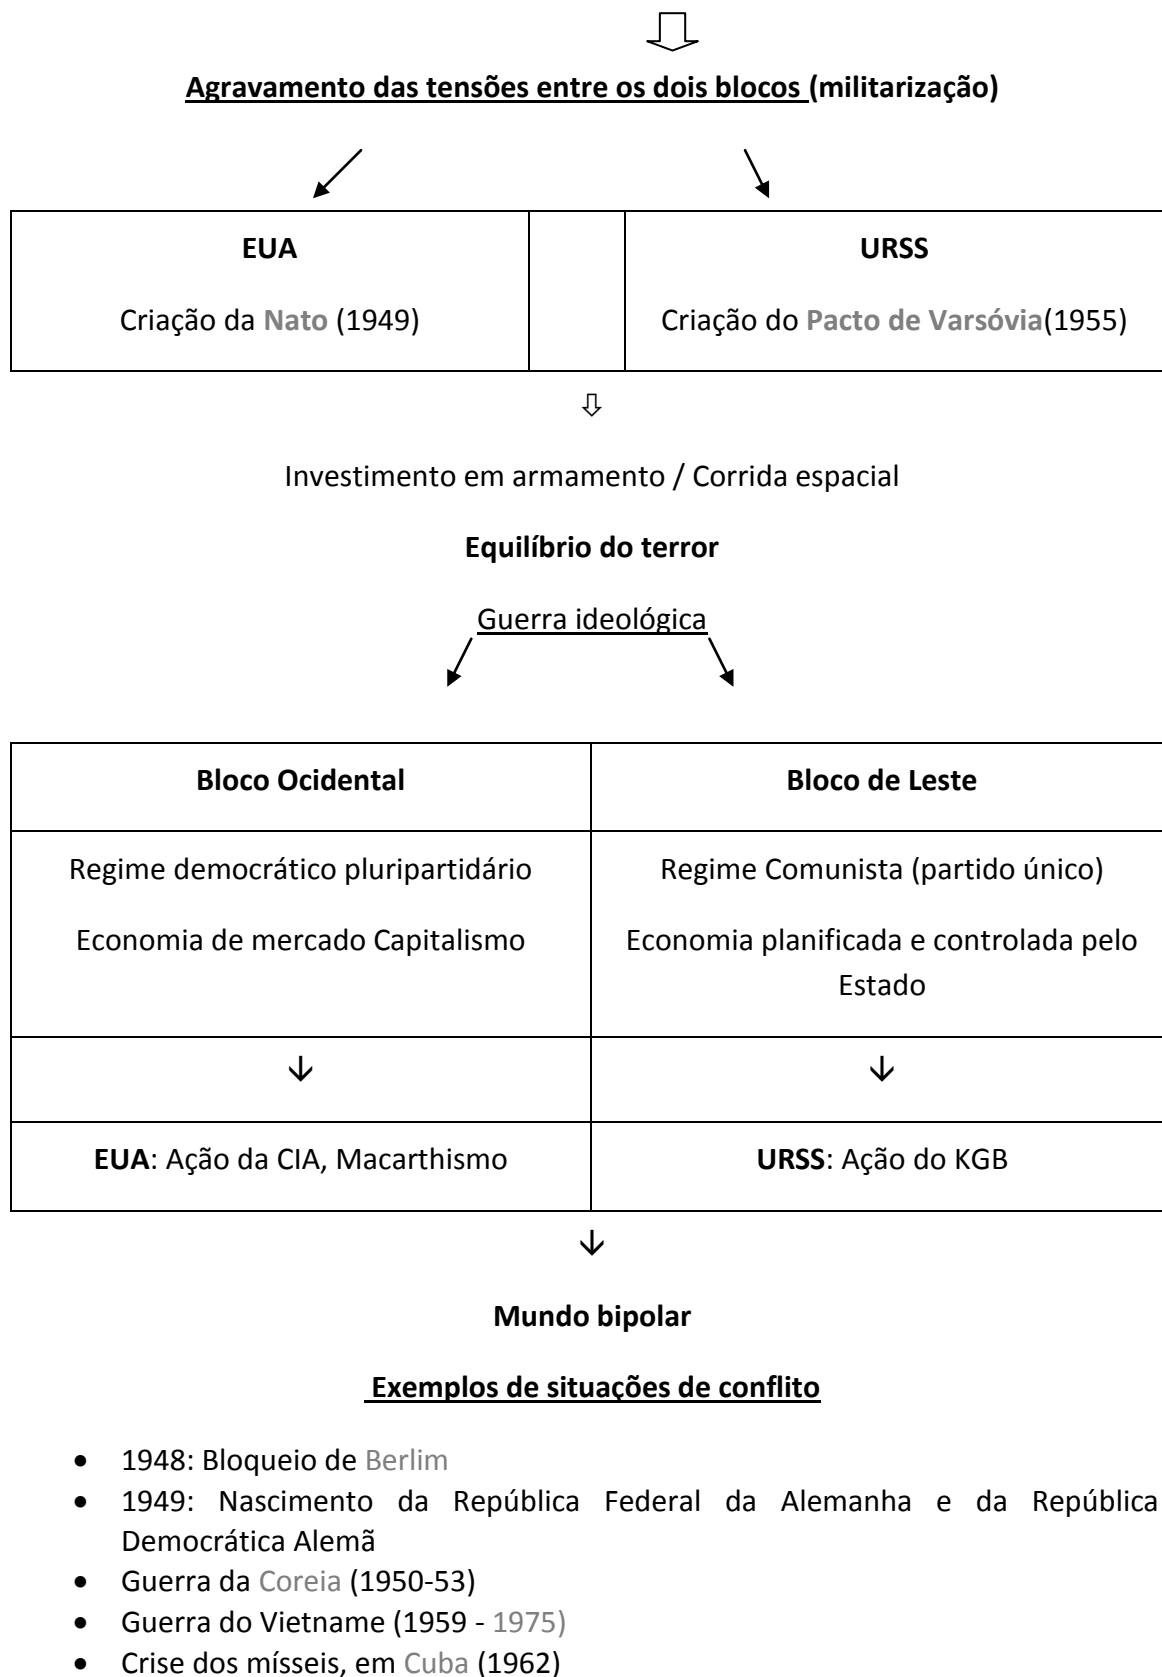 Agravamento das tensões entre os dois blocos (militarização)
EUA
Criação da Nato (1949)
URSS
Criação do Pacto de Varsóvia(1955)
Investimento em armamento / Corrida espacial
Equilíbrio do terror
Guerra ideológica
Bloco Ocidental
Bloco de Leste
Regime democrático pluripartidário
Economia de mercado Capitalismo
Regime Comunista (partido único)
Economia planificada e controlada pelo
Estado
EUA: Ação da CIA, Macarthismo
URSS: Ação do KGB
Mundo bipolar
Exemplos de situações de conflito
• 1948: Bloqueio de Berlim
• 1949: Nascimento da República Federal da Alemanha e da República
Democrática Alemã
• Guerra da Coreia (1950-53)
• Guerra do Vietname (1959 - 1975)
• Crise dos mísseis, em Cuba (1962)